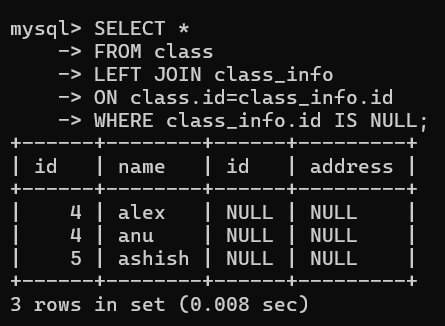 mysql> SELECT *
    -> FROM class
    -> LEFT JOIN class_info
    -> ON class.id=class_info.id
    -> WHERE class_info.id IS NULL;
+------+--------+------+---------+
| id   | name   | id   | address |
+------+--------+------+---------+
|    4 | alex   | NULL | NULL    |
|    4 | anu    | NULL | NULL    |
|    5 | ashish | NULL | NULL    |
+------+--------+------+---------+
3 rows in set (0.008 sec)